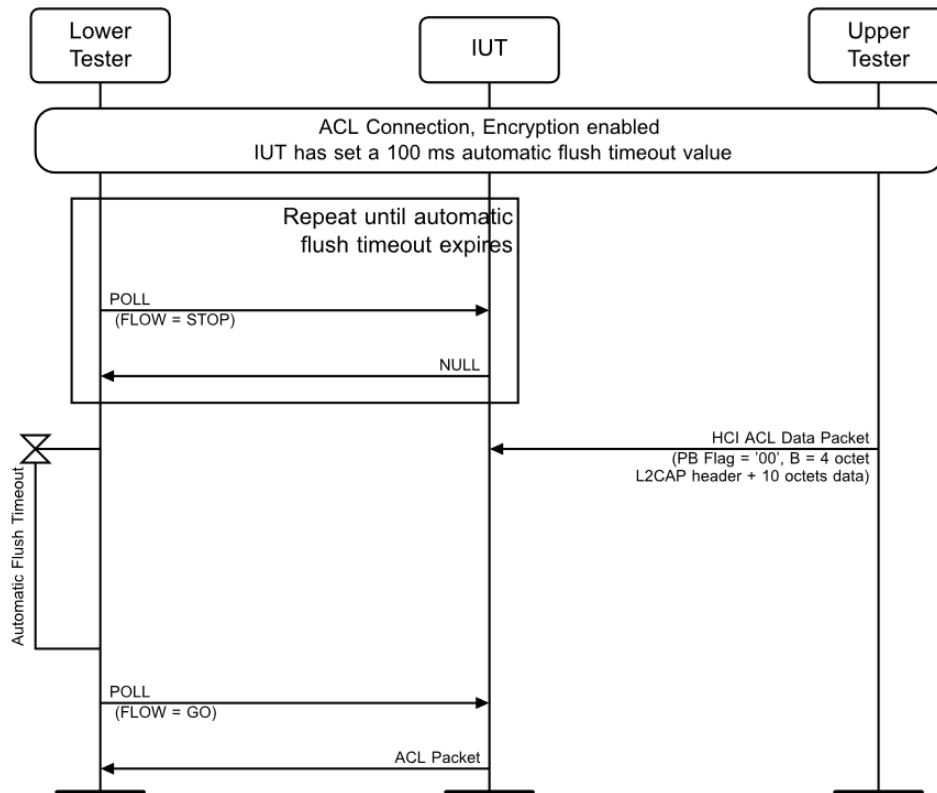 Lower
Tester
IUT
Upper
Tester
ACL Connection, Encryption enabled
IUT has set a 100 ms automatic flush timeout value
Repeat until automatic
flush timeout expires
POLL
(FLOW = STOP)
NULL
HCI ACL Data Packet
(PB Flag = '00', B = 4 octet
L2CAP header + 10 octets data)
Automatic Flush Timeout
POLL
(FLOW = GO)
ACL Packet